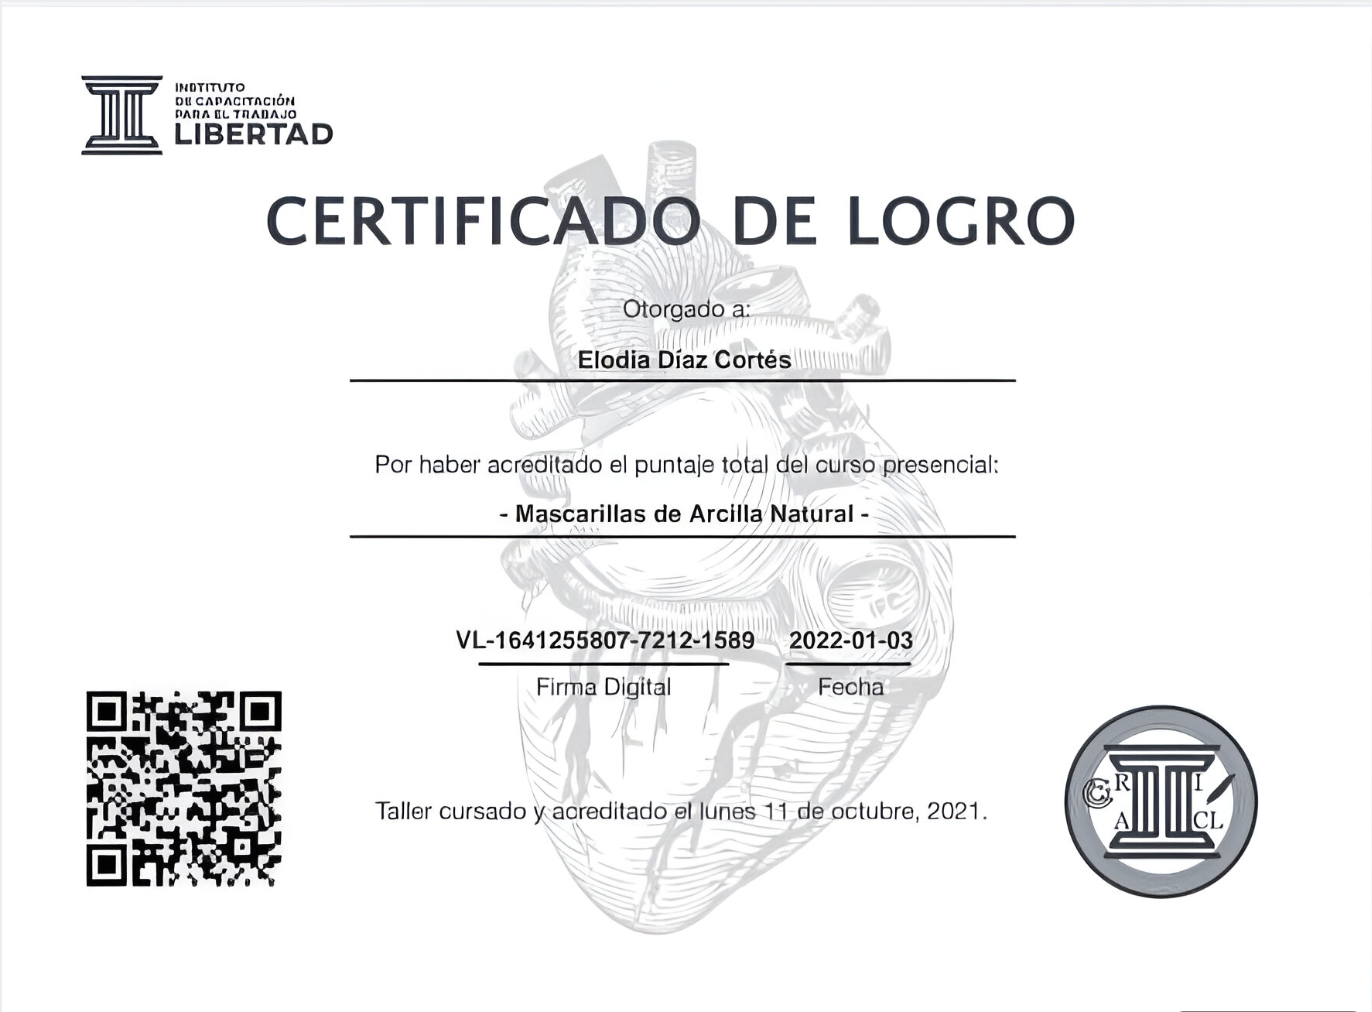 INSTITUTO
DE CAPACITACIÓN
PARA EL TRABAJO
LIBERTAD
CERTIFICADO DE LOGRO
Otorgado a:
Elodia Díaz Cortés
Por haber acreditado el puntaje total del curso presencial:
- Mascarillas de Arcilla Natural -
VL-1641255807-7212-1589 2022-01-03
Firma Digital Fecha
Taller cursado y acreditado el lunes 11 de octubre, 2021.
R I
A CL